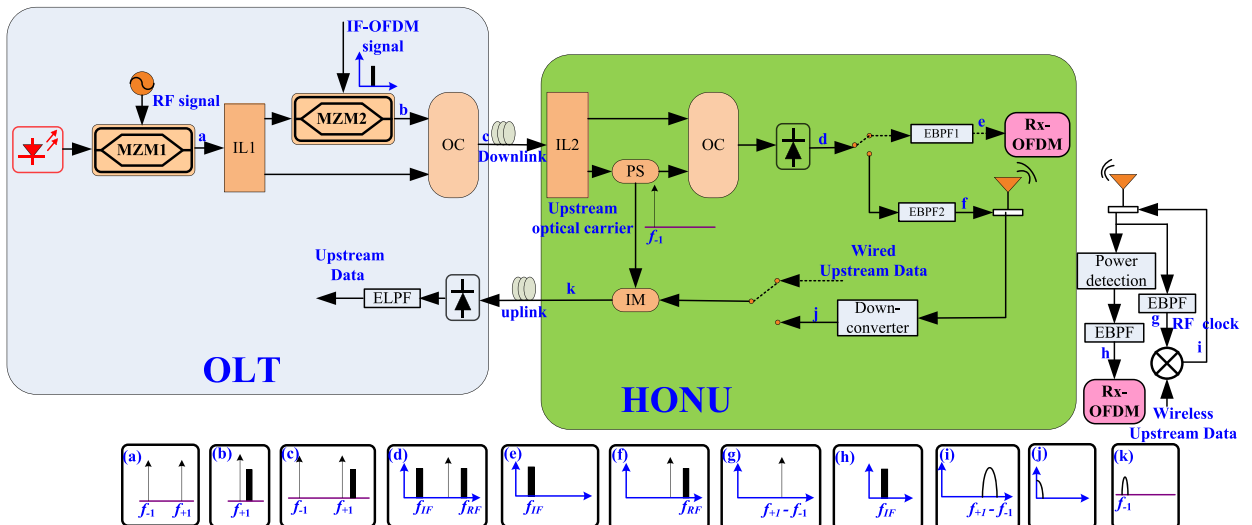 IF-OFDM
signal
RF signal
MZM1
a
IL1
MZM2
b
OC
c
Downlink
IL2
PS
OC
d
EBPF1
e
Rx-
OFDM
EBPF2
f
Upstream
optical carrier
f-1
Upstream
Data
ELPF
uplink
k
IM
Wired
Upstream Data
j
Down-
converter
Power
detection
EBPF
g
RF clock
EBPF
h
i
Rx-
OFDM
Wireless
Upstream Data
OLT
HONU
(a)
f-1 f+1
(b)
f+1
(c)
f-1 f+1
(d)
fIF fRF
(e)
fIF
(f)
fRF
(g)
f+1 - f-1
(h)
fIF
(i)
f+1 - f-1
(j)
(k)
f-1